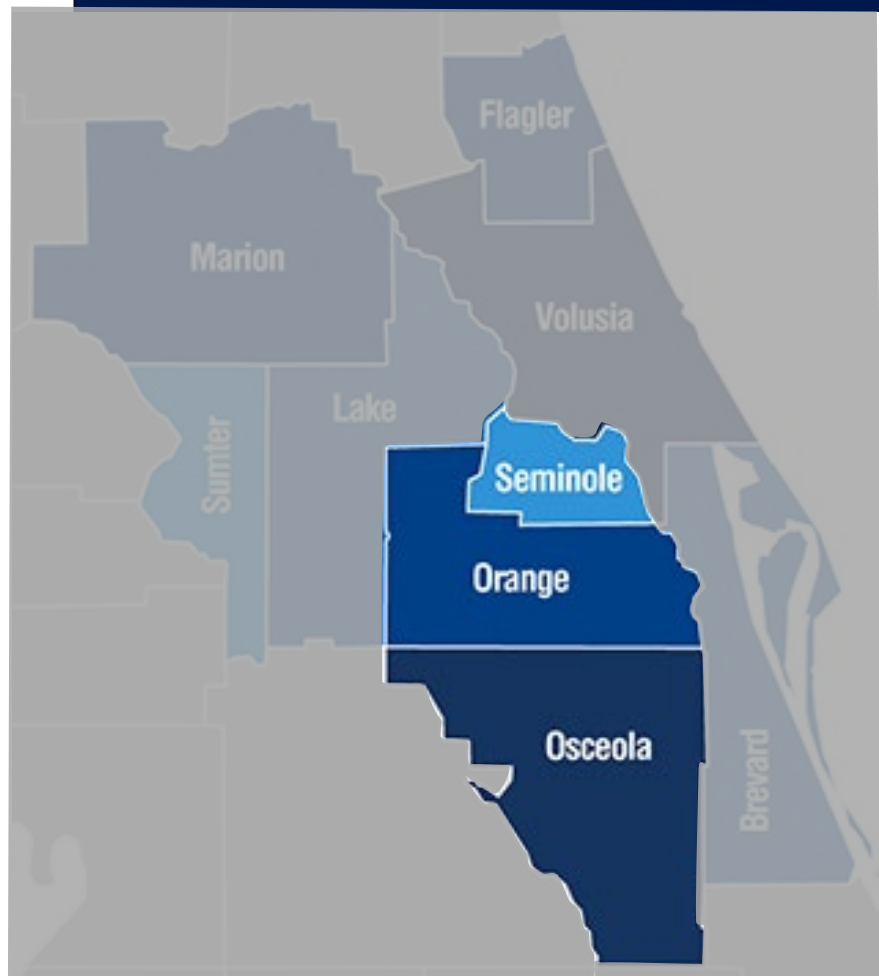 Flagler
Marion
Volusia
Lake
Sumter
Seminole
Orange
Osceola
Brevard